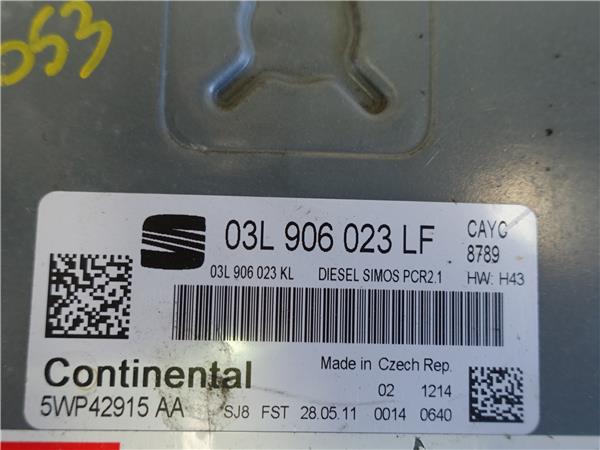 053
03L 906 023 LF CAYC
8789
03L 906 023 KL DIESEL SIMOS PCR2.1 HW: H43
Continental Made in Czech Rep.
02 1214
5WP42915 AA SJ8 FST 28.05.11 0014 0640